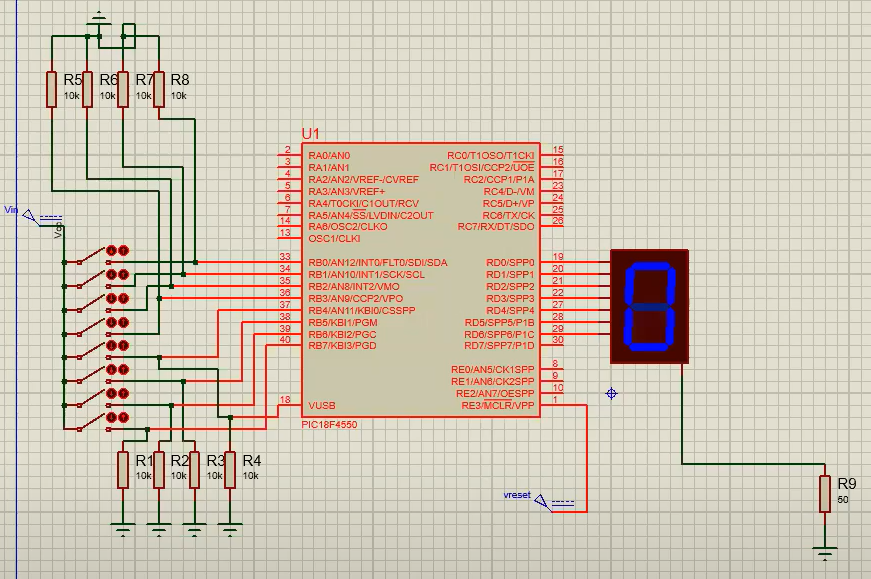 R5 R6 R7 R8
10k 10k 10k 10k
U1
2 RA0/AN0 RC0/T1OSO/T1CKI 15
3 RA1/AN1 RC1/T1OSI/CCP2/UOE 16
4 RA2/AN2/VREF-/CVREF RC2/CCP1/P1A 17
5 RA3/AN3/VREF+ RC4/D-/VM 23
6 RA4/T0CKI/C1OUT/RCV RC5/D+/VP 24
7 RA5/AN4/SS/LVDIN/C2OUT RC6/TX/CK 25
14 RA6/OSC2/CLKO RC7/RX/DT/SDO 26
13 OSC1/CLKI
Vin
33 RB0/AN12/INT0/FLT0/SDI/SDA RD0/SPP0 19
34 RB1/AN10/INT1/SCK/SCL RD1/SPP1 20
35 RB2/AN8/INT2/VMO RD2/SPP2 21
36 RB3/AN9/CCP2/VPO RD3/SPP3 22
37 RB4/AN11/KBI0/CSSPP RD4/SPP4 27
38 RB5/KBI1/PGM RD5/SPP5/P1B 28
39 RB6/KBI2/PGC RD6/SPP6/P1C 29
40 RB7/KBI3/PGD RD7/SPP7/P1D 30
RE0/AN5/CK1SPP 8
RE1/AN6/CK2SPP 9
RE2/AN7/OESPP 10
18 VUSB RE3/MCLR/VPP 1
PIC18F4550
R1 R2 R3 R4
10k 10k 10k 10k
vreset
R9
50